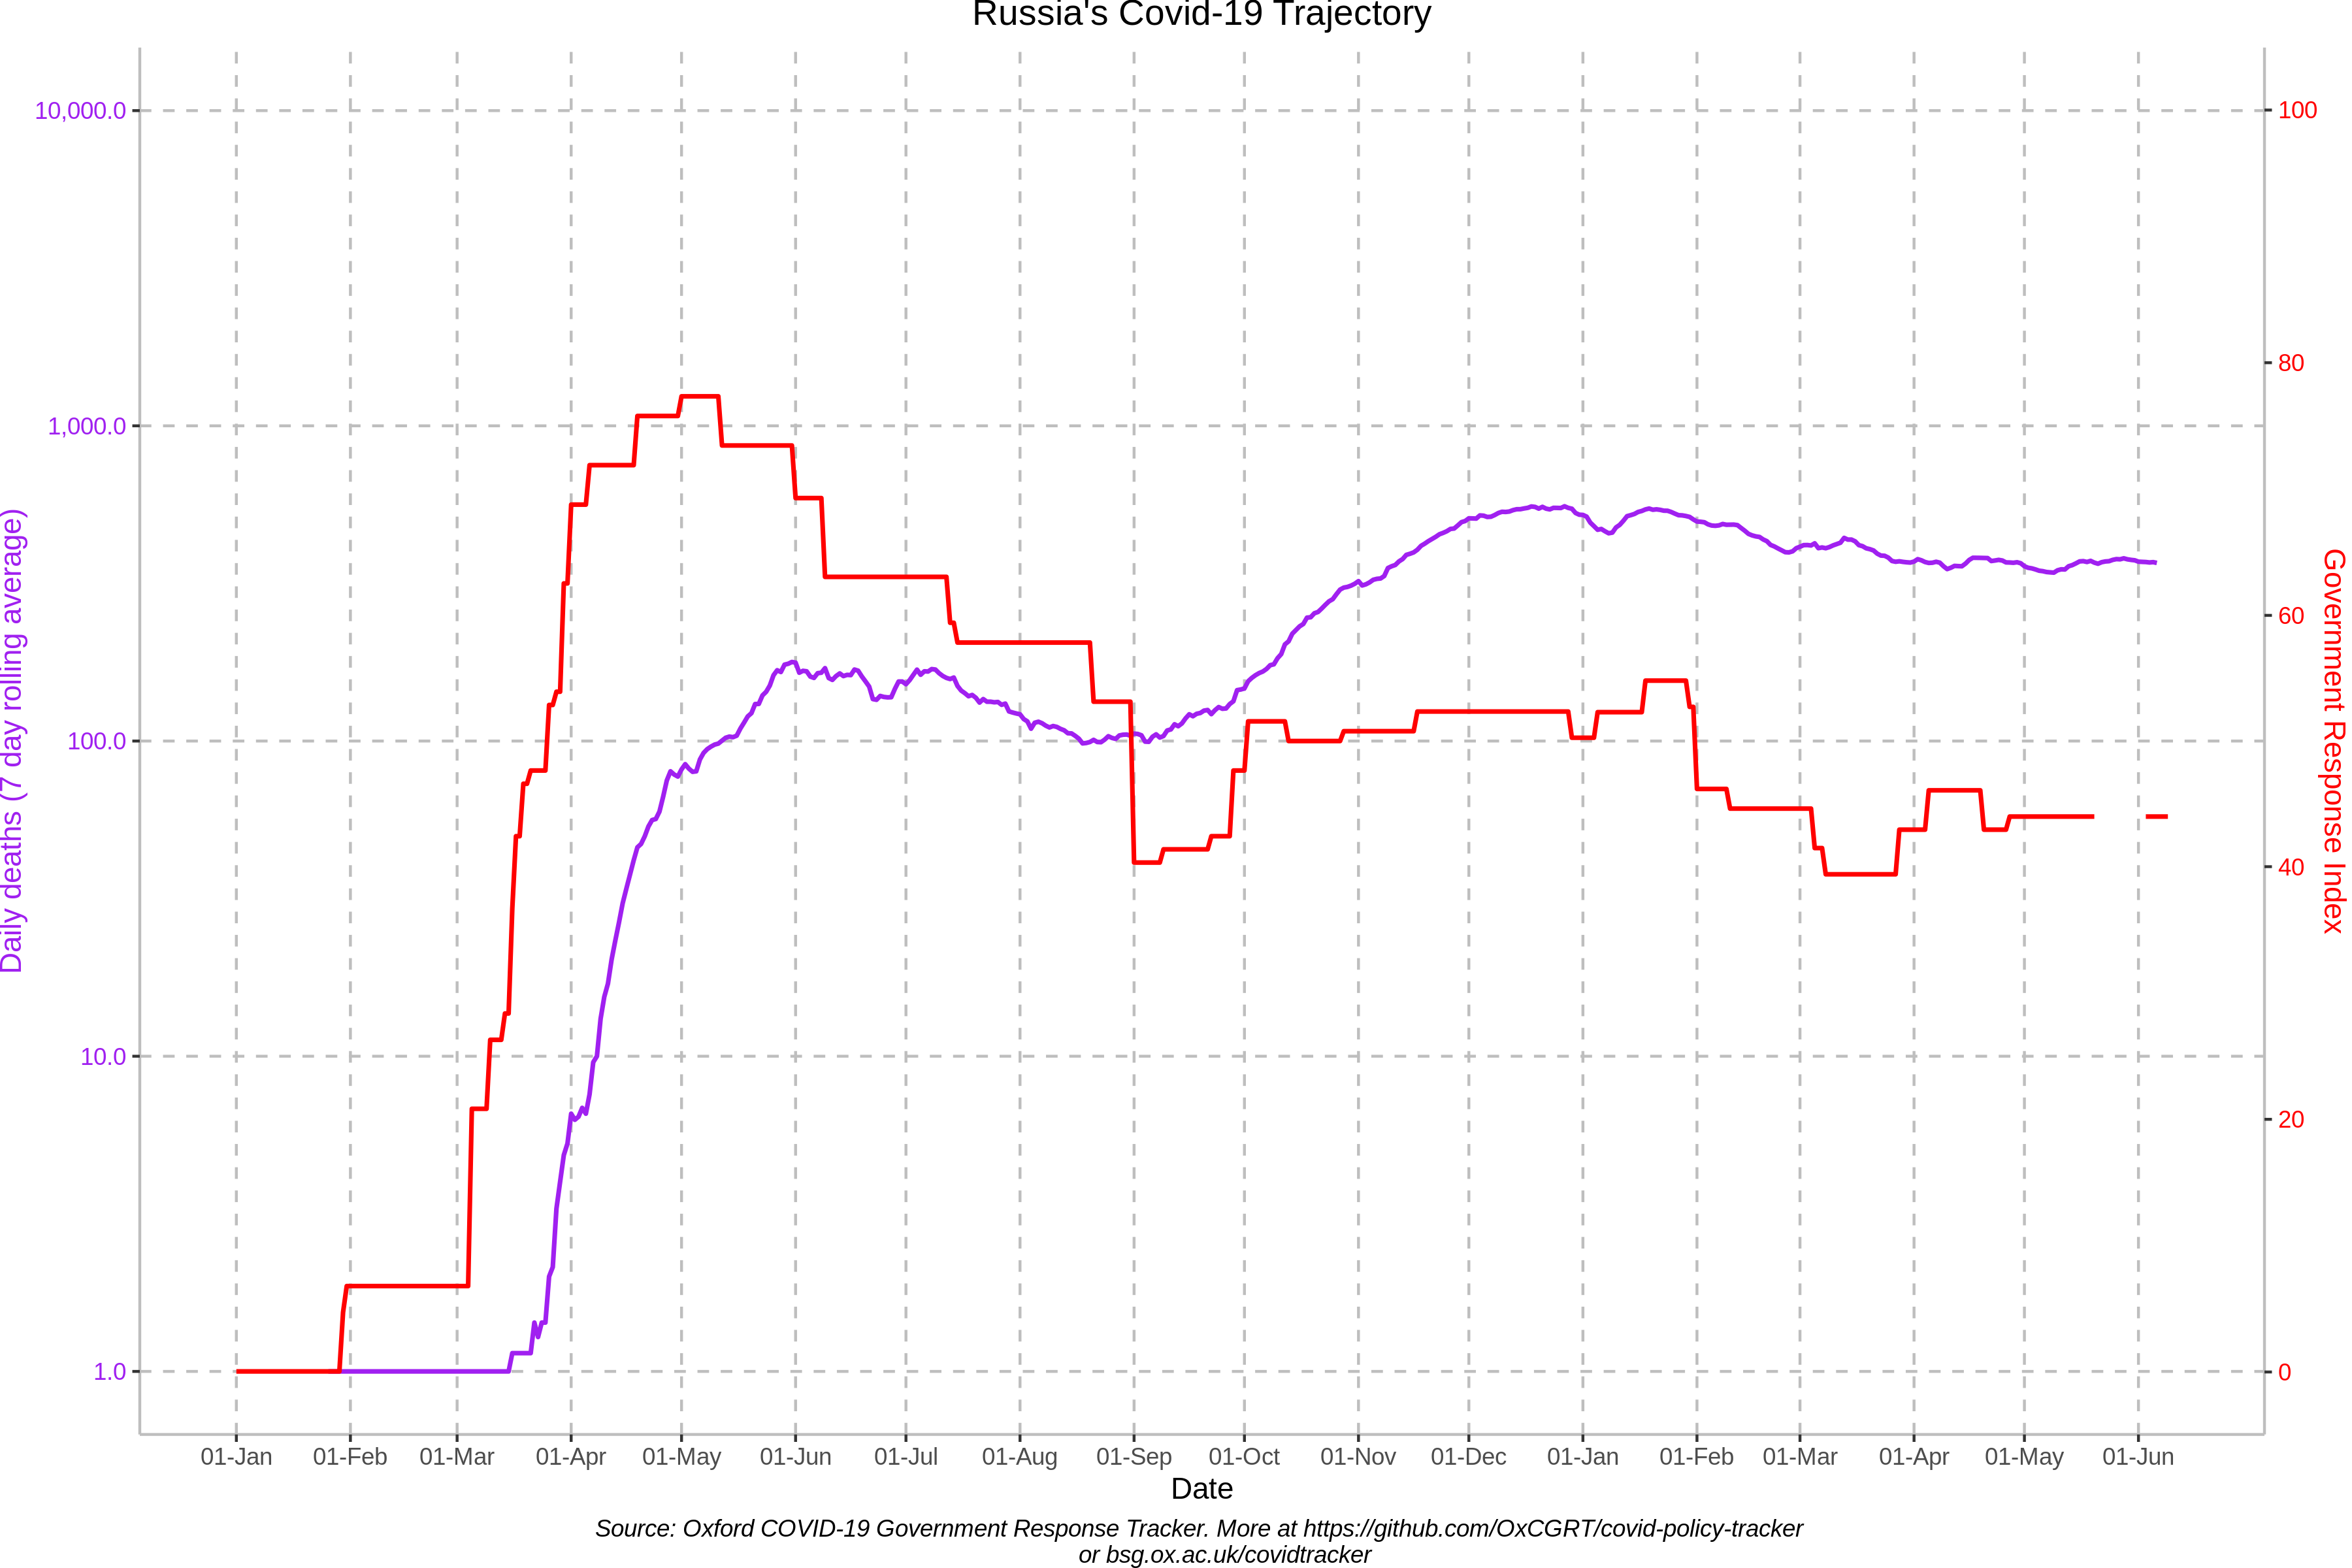 Russia's Covid-19 Trajectory
10,000.0
1,000.0
100.0
10.0
1.0
Daily deaths (7 day rolling average)
100
80
60
40
20
0
Government Response Index
01-Jan 01-Feb 01-Mar 01-Apr 01-May 01-Jun 01-Jul 01-Aug 01-Sep 01-Oct 01-Nov 01-Dec 01-Jan 01-Feb 01-Mar 01-Apr 01-May 01-Jun
Date
Source: Oxford COVID-19 Government Response Tracker. More at https://github.com/OxCGRT/covid-policy-tracker
or bsg.ox.ac.uk/covidtracker